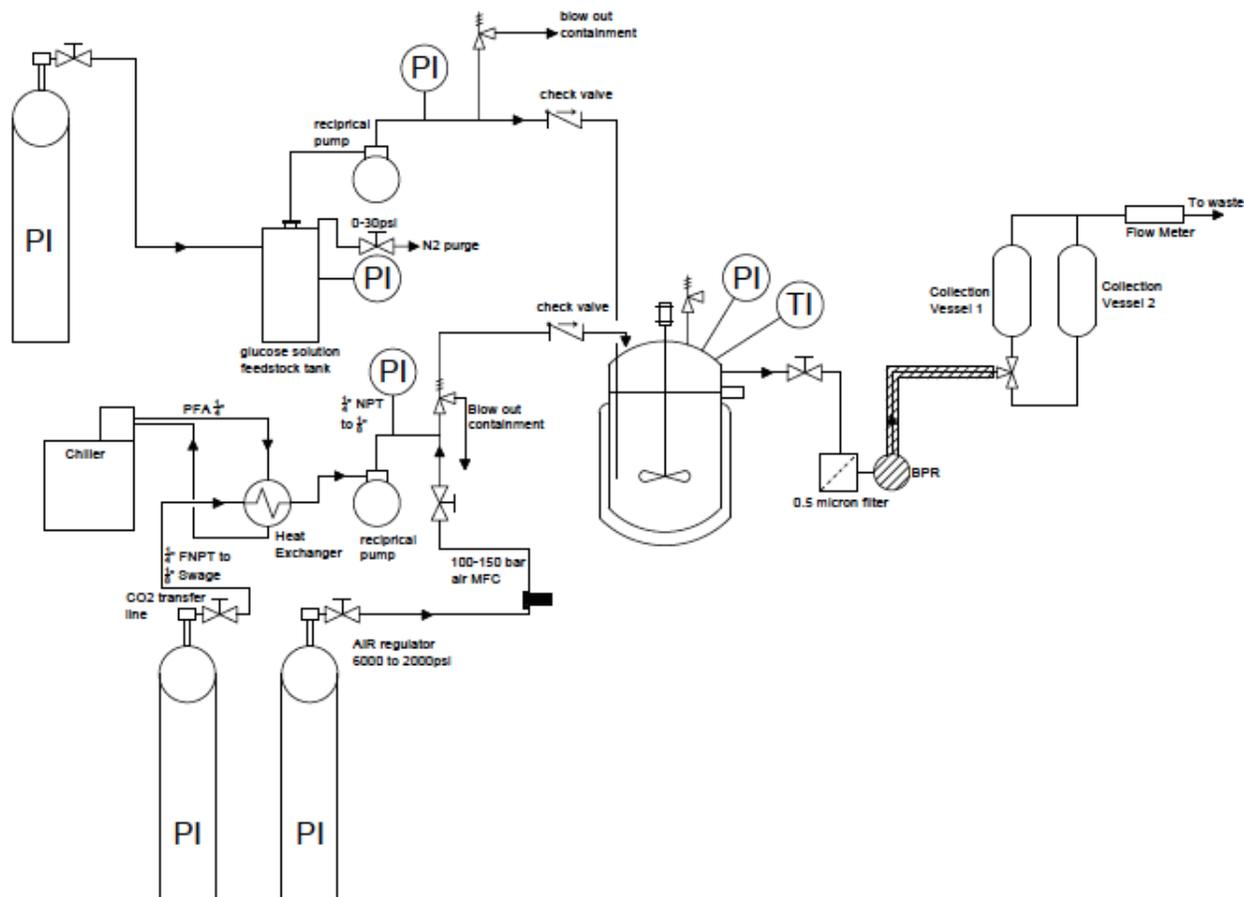 blow out
containment
PI
check valve
reciprical
pump
0-30psi
N2 purge
PI
PI
glucose solution
feedstock tank
To waste
Flow Meter
Collection
Vessel 1
Collection
Vessel 2
check valve
PI
TI
PI
1/4" NPT
to 1/8"
Blow out
containment
PFA 1/4"
Chiller
Heat
Exchanger
reciprical
pump
BPR
0.5 micron filter
1/4" FNPT to
1/8" Swage
CO2 transfer
line
100-150 bar
air MFC
AIR regulator
6000 to 2000psi
PI
PI